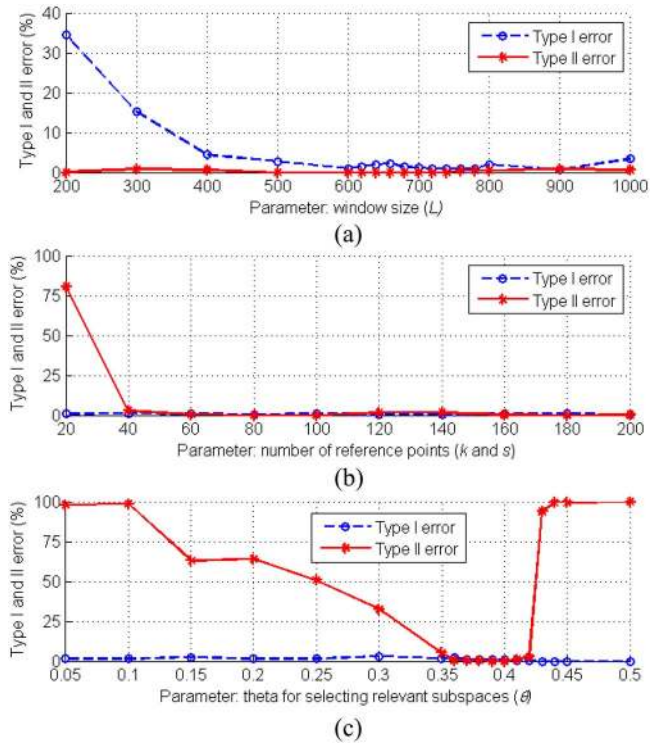 40
30
20
10
0
Type I and II error (%)
Type I error
Type II error
200 300 400 500 600 700 800 900 1000
Parameter: window size (L)
(a)
100
75
50
25
0
Type I and II error (%)
Type I error
Type II error
20 40 60 80 100 120 140 160 180 200
Parameter: number of reference points (k and s)
(b)
100
75
50
25
0
Type I and II error (%)
Type I error
Type II error
0.05 0.1 0.15 0.2 0.25 0.3 0.35 0.4 0.45 0.5
Parameter: theta for selecting relevant subspaces (θ)
(c)